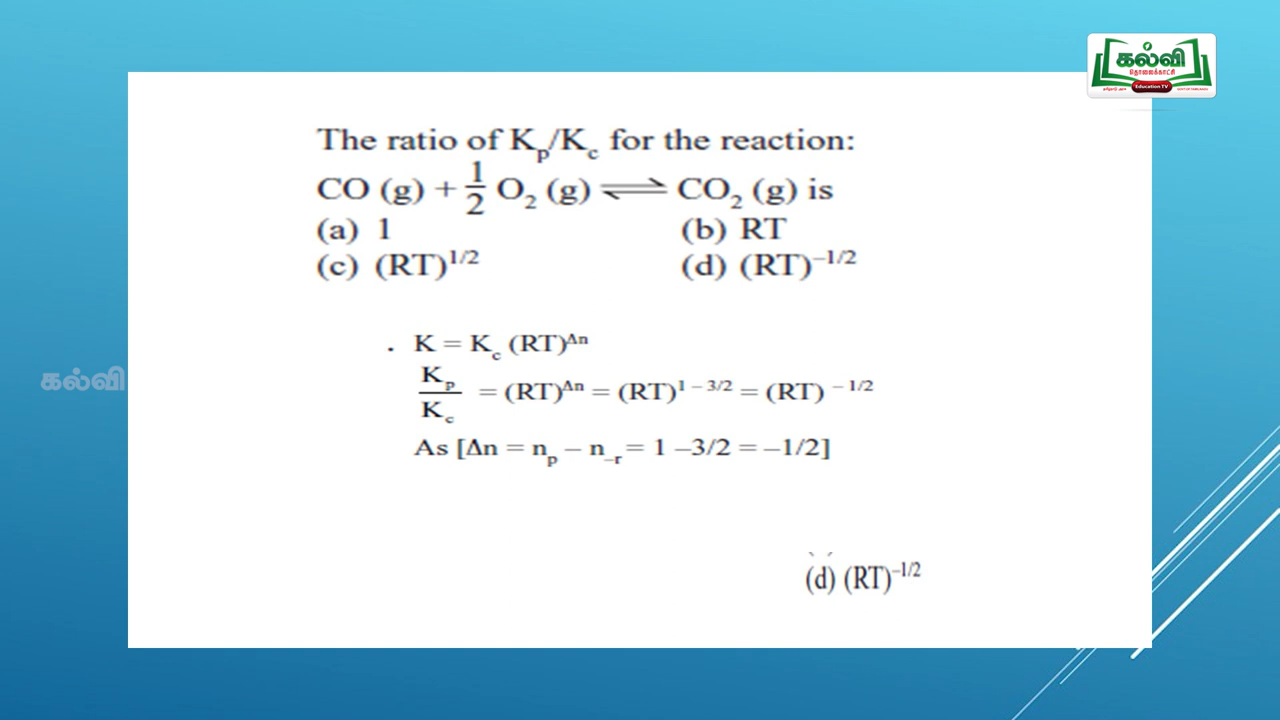 கல்வி
தொலைக்காட்சி
Education TV
The ratio of Kp/Kc for the reaction:
CO (g) + 1/2 O₂ (g) ⇌ CO₂ (g) is
(a) 1 (b) RT
(c) (RT)^1/2 (d) (RT)^–1/2
. K = Kc (RT)^Δn
Kp/Kc = (RT)^Δn = (RT)^1 – 3/2 = (RT)^– 1/2
கல்வி
As [Δn = np – n–r = 1 –3/2 = –1/2]
(d) (RT)^–1/2